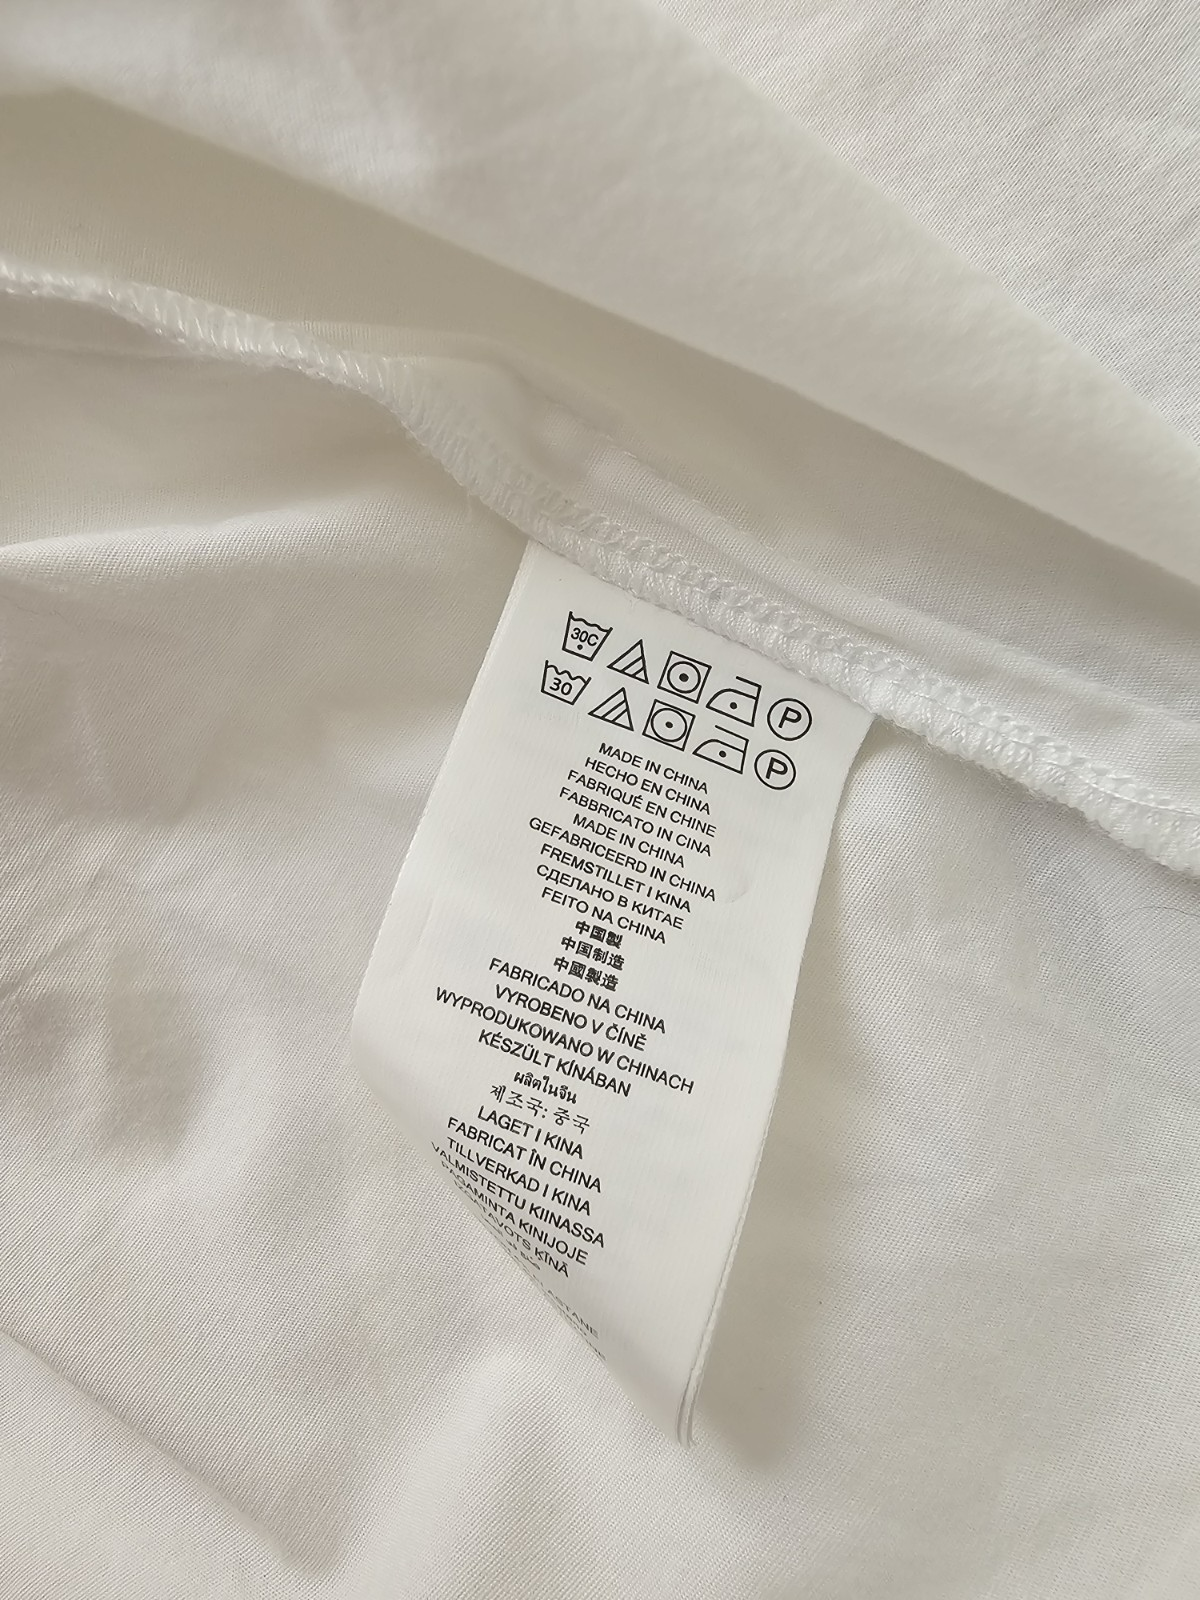 30C P
30 P
MADE IN CHINA
HECHO EN CHINA
FABRIQUÉ EN CHINE
FABBRICATO IN CINA
MADE IN CHINA
GEFABRICEERD IN CHINA
FREMSTILLET I KINA
СДЕЛАНО В КИТАЕ
FEITO NA CHINA
中国製
中国制造
中國製造
FABRICADO NA CHINA
VYROBENO V ČÍNĚ
WYPRODUKOWANO W CHINACH
KÉSZÜLT KÍNÁBAN
ผลิตในจีน
제조국: 중국
LAGET I KINA
FABRICAT ÎN CHINA
TILLVERKAD I KINA
VALMISTETTU KIINASSA
PAGAMINTA KINIJOJE
ĶĪNĀ